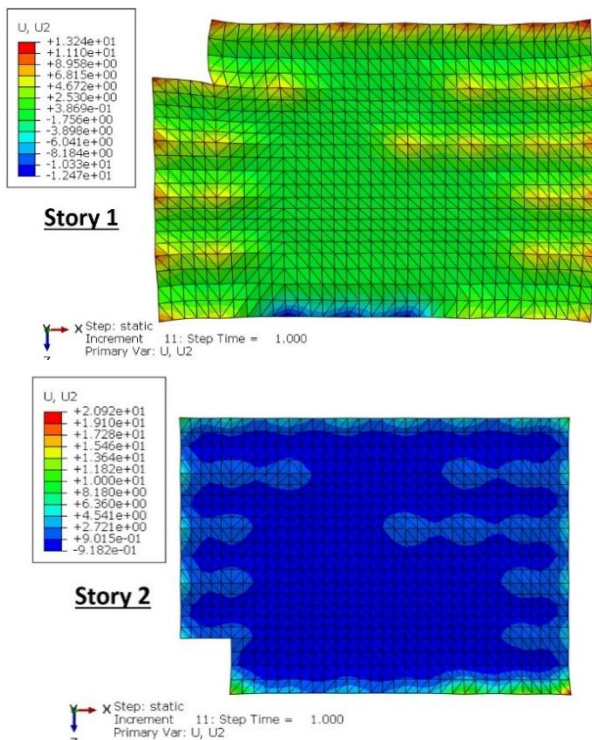 U, U2
+1.324e+01
+1.110e+01
+8.958e+00
+6.815e+00
+4.672e+00
+2.530e+00
+3.869e-01
-1.756e+00
-3.898e+00
-6.041e+00
-8.184e+00
-1.033e+01
-1.247e+01
Story 1
Y X Step: static
Increment 11: Step Time = 1.000
Primary Var: U, U2
U, U2
+2.092e+01
+1.910e+01
+1.728e+01
+1.546e+01
+1.364e+01
+1.182e+01
+1.000e+01
+8.180e+00
+6.360e+00
+4.541e+00
+2.721e+00
+9.015e-01
-9.182e-01
Story 2
Y X Step: static
Increment 11: Step Time = 1.000
Primary Var: U, U2